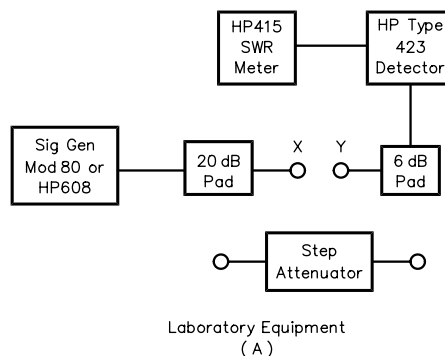 HP415
SWR
Meter
HP Type
423
Detector
Sig Gen
Mod 80 or
HP608
20 dB
Pad
X
Y
6 dB
Pad
Step
Attenuator
Laboratory Equipment
(A)